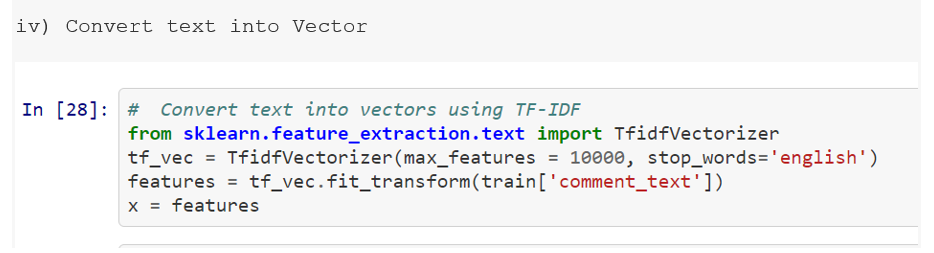 iv) Convert text into Vector
In [28]: #  Convert text into vectors using TF-IDF
from sklearn.feature_extraction.text import TfidfVectorizer
tf_vec = TfidfVectorizer(max_features = 10000, stop_words='english')
features = tf_vec.fit_transform(train['comment_text'])
x = features